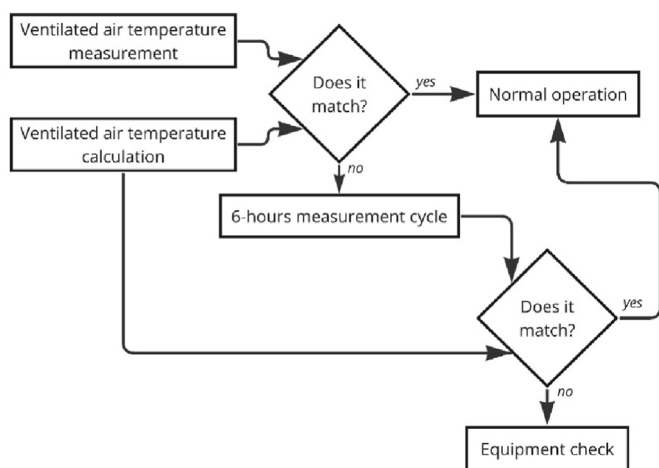 Ventilated air temperature
measurement
Does it
match?
yes
Normal operation
Ventilated air temperature
calculation
no
6-hours measurement cycle
Does it
match?
yes
no
Equipment check